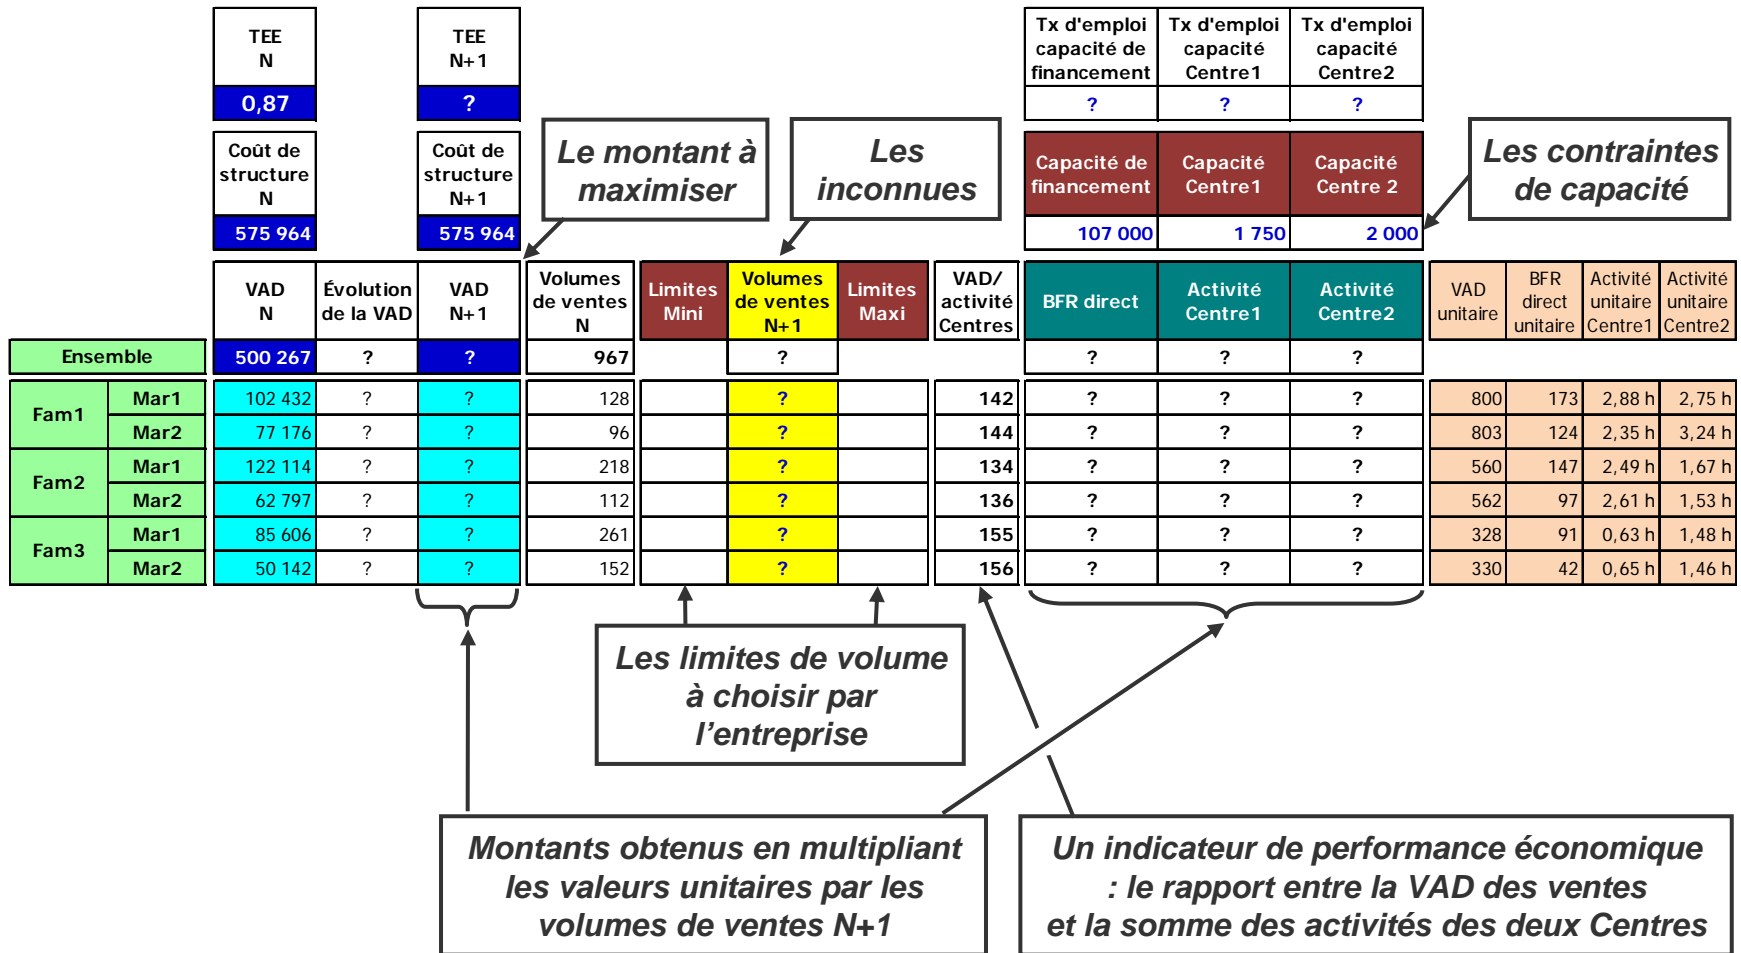 TEE
N
TEE
N+1
Tx d'emploi
capacité de
financement
Tx d'emploi
capacité
Centre1
Tx d'emploi
capacité
Centre2
0,87
?
?
?
?
Coût de
structure
N
Coût de
structure
N+1
Le montant à
maximiser
Les
inconnues
Capacité de
financement
Capacité
Centre1
Capacité
Centre 2
Les contraintes
de capacité
575 964
575 964
107 000
1 750
2 000
VAD
N
Évolution
de la VAD
VAD
N+1
Volumes
de ventes
N
Limites
Mini
Volumes
de ventes
N+1
Limites
Maxi
VAD/
activité
Centres
BFR direct
Activité
Centre1
Activité
Centre2
VAD
unitaire
BFR
direct
unitaire
Activité
unitaire
Centre1
Activité
unitaire
Centre2
Ensemble 500 267 ? ? 967 ? ? ? ?
Fam1
Mar1 102 432 ? ? 128 ? 142 ? ? ? 800 173 2,88 h 2,75 h
Mar2 77 176 ? ? 96 ? 144 ? ? ? 803 124 2,35 h 3,24 h
Fam2
Mar1 122 114 ? ? 218 ? 134 ? ? ? 560 147 2,49 h 1,67 h
Mar2 62 797 ? ? 112 ? 136 ? ? ? 562 97 2,61 h 1,53 h
Fam3
Mar1 85 606 ? ? 261 ? 155 ? ? ? 328 91 0,63 h 1,48 h
Mar2 50 142 ? ? 152 ? 156 ? ? ? 330 42 0,65 h 1,46 h
Les limites de volume
à choisir par
l'entreprise
Montants obtenus en multipliant
les valeurs unitaires par les
volumes de ventes N+1
Un indicateur de performance économique
: le rapport entre la VAD des ventes
et la somme des activités des deux Centres